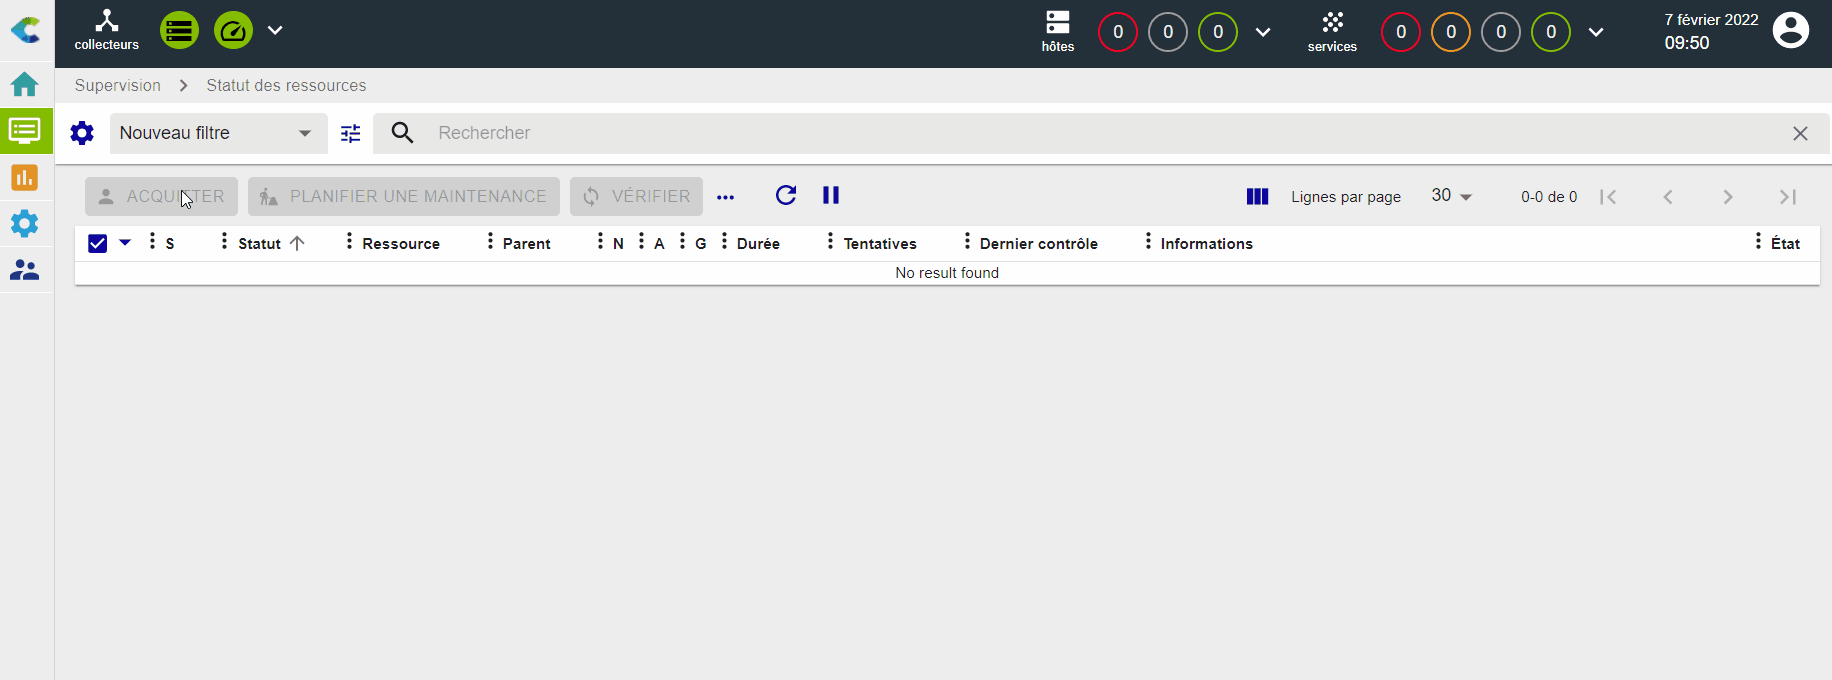 collecteurs
hôtes
0 0 0
services
0 0 0 0
7 février 2022
09:50
Supervision
Statut des ressources
Nouveau filtre
Rechercher
ACQUITTER
PLANIFIER UNE MAINTENANCE
VÉRIFIER
Lignes par page
30
0-0 de 0
S Statut Ressource Parent N A G Durée Tentatives Dernier contrôle Informations État
No result found